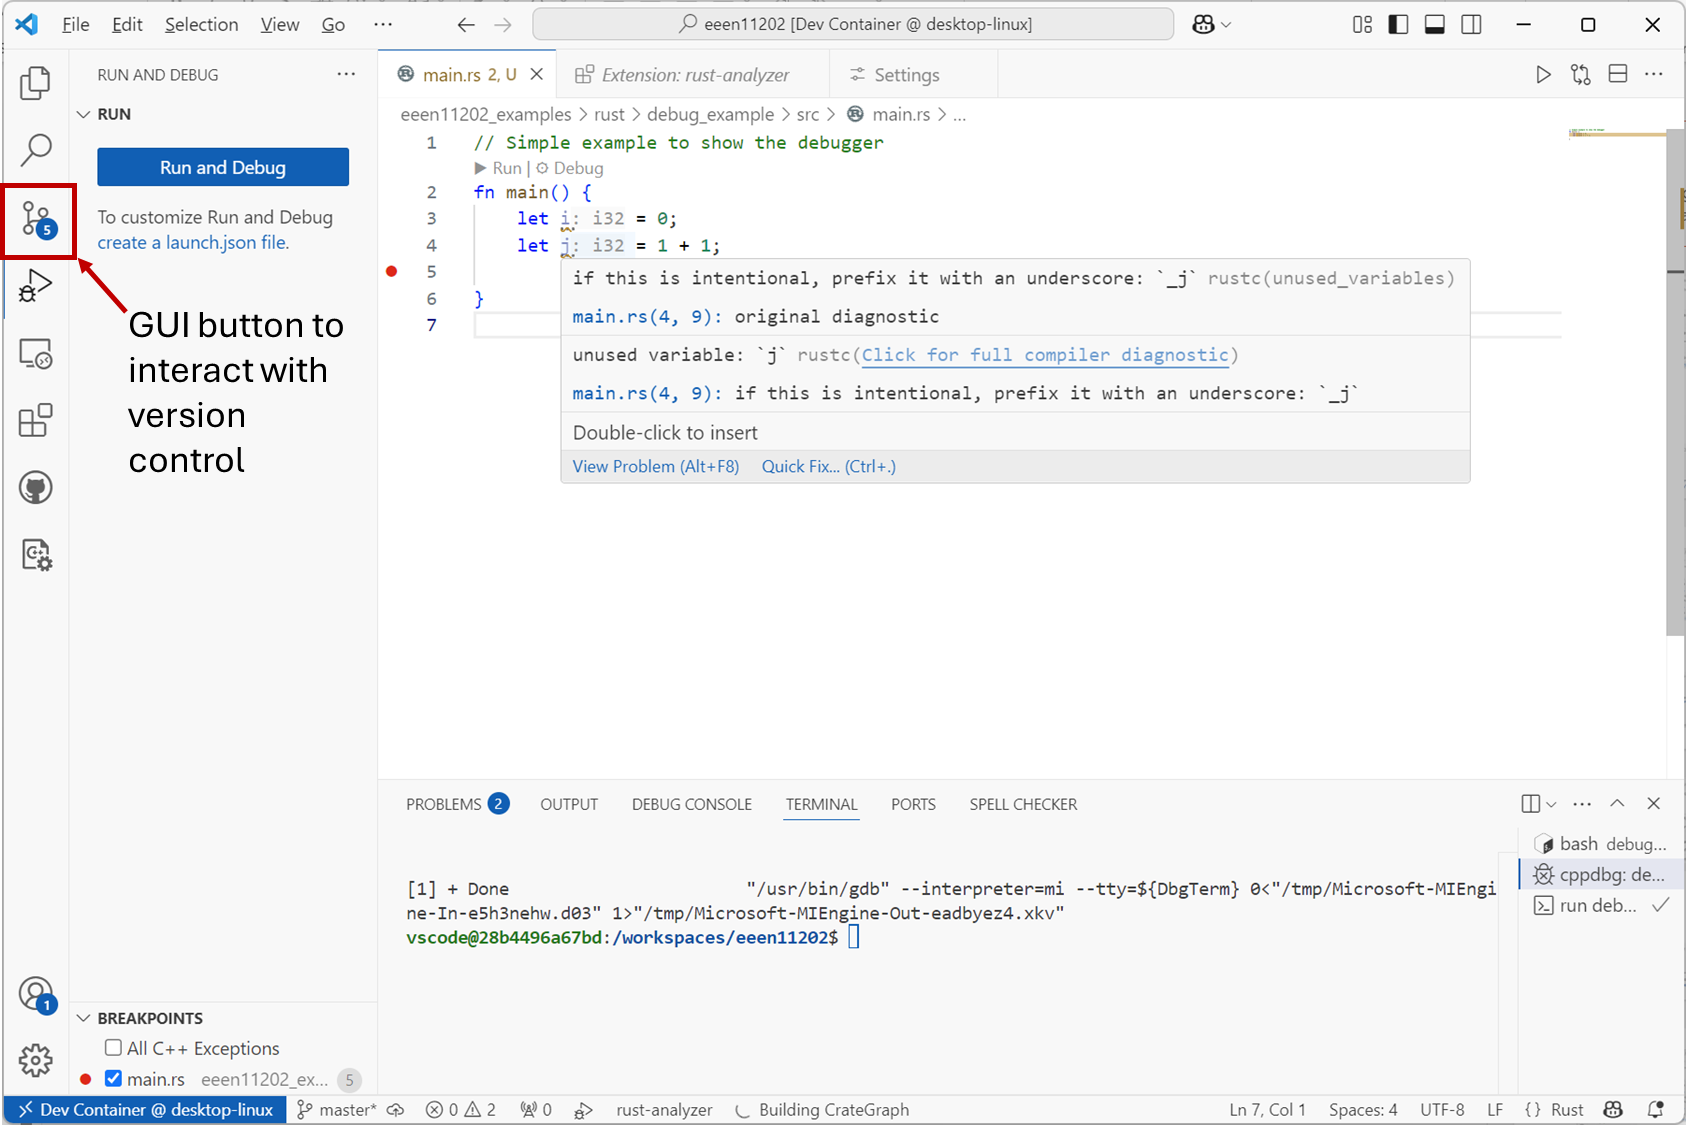 File Edit Selection View Go ··· eeen11202 [Dev Container @ desktop-linux]
RUN AND DEBUG ···
RUN
Run and Debug
To customize Run and Debug
create a launch.json file.
5
GUI button to
interact with
version
control
main.rs 2, U Extension: rust-analyzer Settings
eeen11202_examples > rust > debug_example > src > main.rs > ...
1 // Simple example to show the debugger
Run | Debug
2 fn main() {
3 let i: i32 = 0;
4 let j: i32 = 1 + 1;
5
6 }
7
if this is intentional, prefix it with an underscore: `_j` rustc(unused_variables)
main.rs(4, 9): original diagnostic
unused variable: `j` rustc(Click for full compiler diagnostic)
main.rs(4, 9): if this is intentional, prefix it with an underscore: `_j`
Double-click to insert
View Problem (Alt+F8) Quick Fix... (Ctrl+.)
PROBLEMS 2 OUTPUT DEBUG CONSOLE TERMINAL PORTS SPELL CHECKER
[1] + Done "/usr/bin/gdb" --interpreter=mi --tty=${DbgTerm} 0<"/tmp/Microsoft-MIEngi
ne-In-e5h3nehw.d03" 1>"/tmp/Microsoft-MIEngine-Out-eadbyez4.xkv"
vscode@28b4496a67bd:/workspaces/eeen11202$
bash debug...
cppdbg: de...
run deb...
1
BREAKPOINTS
All C++ Exceptions
main.rs eeen11202_ex... 5
Dev Container @ desktop-linux master* 0 2 0 rust-analyzer Building CrateGraph Ln 7, Col 1 Spaces: 4 UTF-8 LF {} Rust